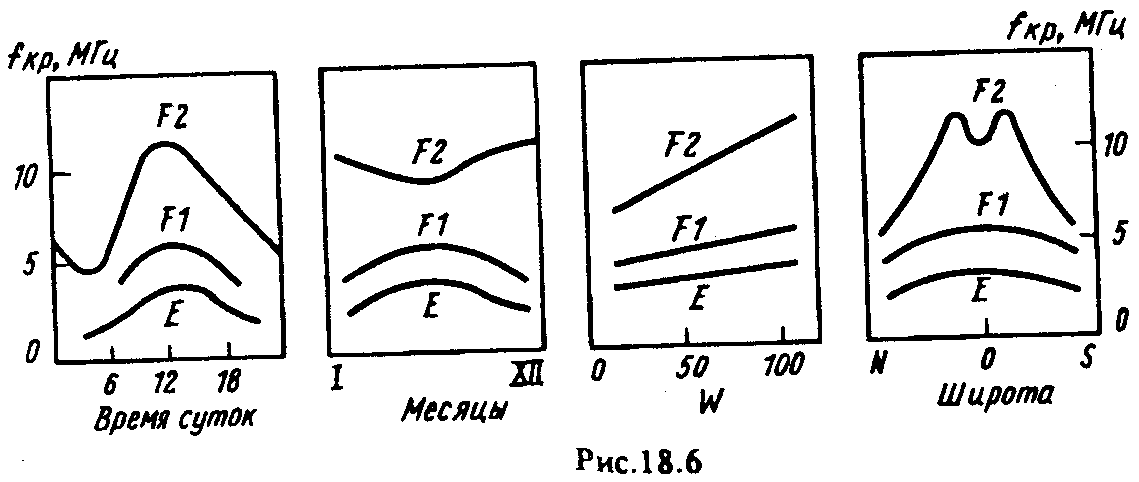 fкр, МГц
10
5
0
F2
F1
E
6 12 18
Время суток
F2
F1
E
I XII
Месяцы
F2
F1
E
0 50 100
W
fкр, МГц
F2
F1
E
10
5
0
N 0 S
Широта
Рис.18.6